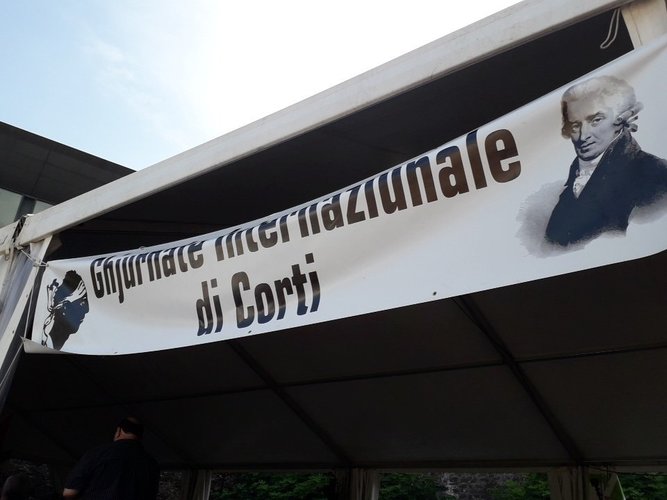 Ghjurnate Internaziunale
di Corti